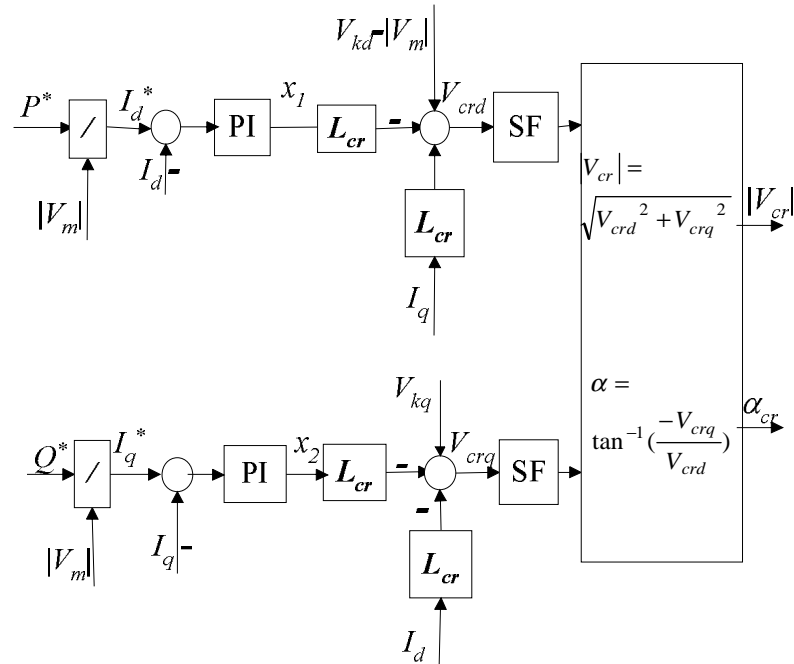 V_kd-|V_m|
P* / I_d* PI x_1 L_cr - V_crd SF
I_d -
|V_m|
L_cr
I_q
|V_cr| =
√(V_crd² + V_crq²)
|V_cr|
V_kq
Q* / I_q* PI x_2 L_cr - V_crq SF
I_q -
|V_m|
-
L_cr
I_d
α =
tan⁻¹(-V_crq/V_crd)
α_cr